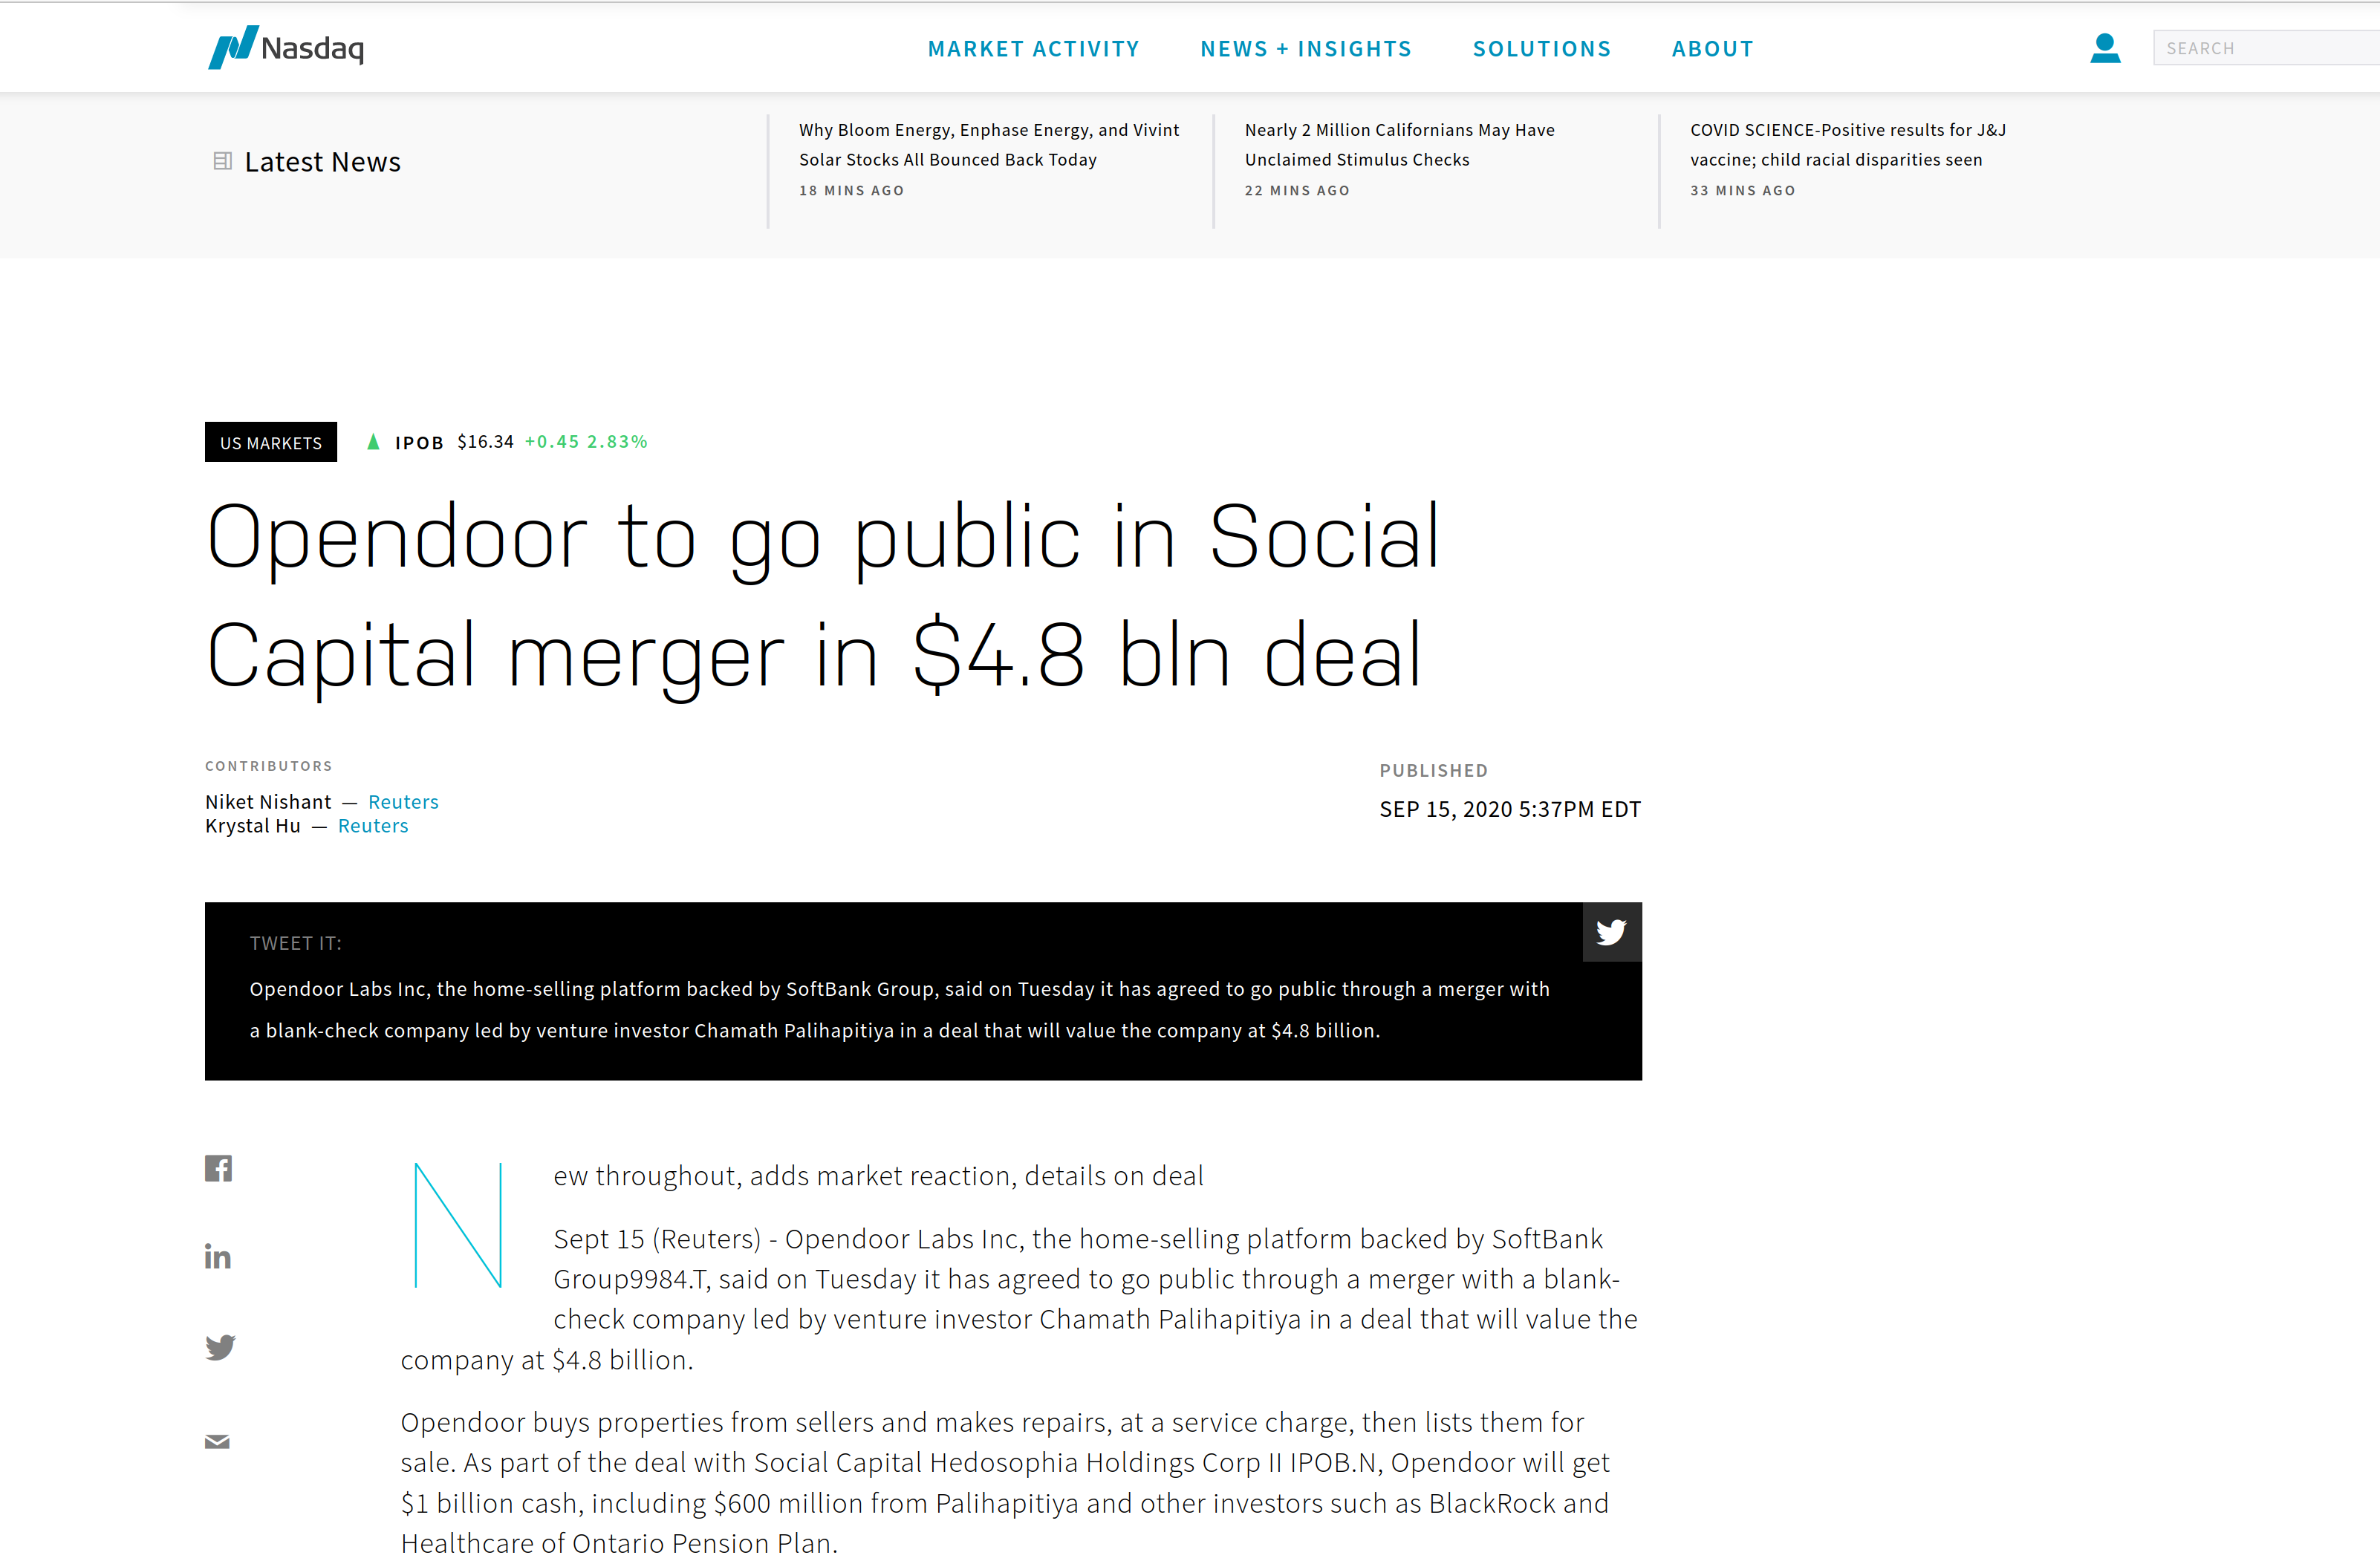 Nasdaq
MARKET ACTIVITY
NEWS + INSIGHTS
SOLUTIONS
ABOUT
SEARCH
Latest News
Why Bloom Energy, Enphase Energy, and Vivint
Solar Stocks All Bounced Back Today
18 MINS AGO
Nearly 2 Million Californians May Have
Unclaimed Stimulus Checks
22 MINS AGO
COVID SCIENCE-Positive results for J&J
vaccine; child racial disparities seen
33 MINS AGO
US MARKETS
IPOB $16.34 +0.45 2.83%
Opendoor to go public in Social
Capital merger in $4.8 bln deal
CONTRIBUTORS
Niket Nishant — Reuters
Krystal Hu — Reuters
PUBLISHED
SEP 15, 2020 5:37PM EDT
TWEET IT:
Opendoor Labs Inc, the home-selling platform backed by SoftBank Group, said on Tuesday it has agreed to go public through a merger with
a blank-check company led by venture investor Chamath Palihapitiya in a deal that will value the company at $4.8 billion.
New throughout, adds market reaction, details on deal
Sept 15 (Reuters) - Opendoor Labs Inc, the home-selling platform backed by SoftBank
Group9984.T, said on Tuesday it has agreed to go public through a merger with a blank-
check company led by venture investor Chamath Palihapitiya in a deal that will value the
company at $4.8 billion.
Opendoor buys properties from sellers and makes repairs, at a service charge, then lists them for
sale. As part of the deal with Social Capital Hedosophia Holdings Corp II IPOB.N, Opendoor will get
$1 billion cash, including $600 million from Palihapitiya and other investors such as BlackRock and
Healthcare of Ontario Pension Plan.